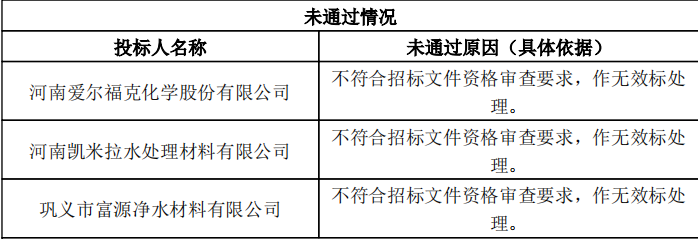 未通过情况
投标人名称
未通过原因（具体依据）
河南爱尔福克化学股份有限公司
不符合招标文件资格审查要求，作无效标处
理。
河南凯米拉水处理材料有限公司
不符合招标文件资格审查要求，作无效标处
理。
巩义市富源净水材料有限公司
不符合招标文件资格审查要求，作无效标处
理。